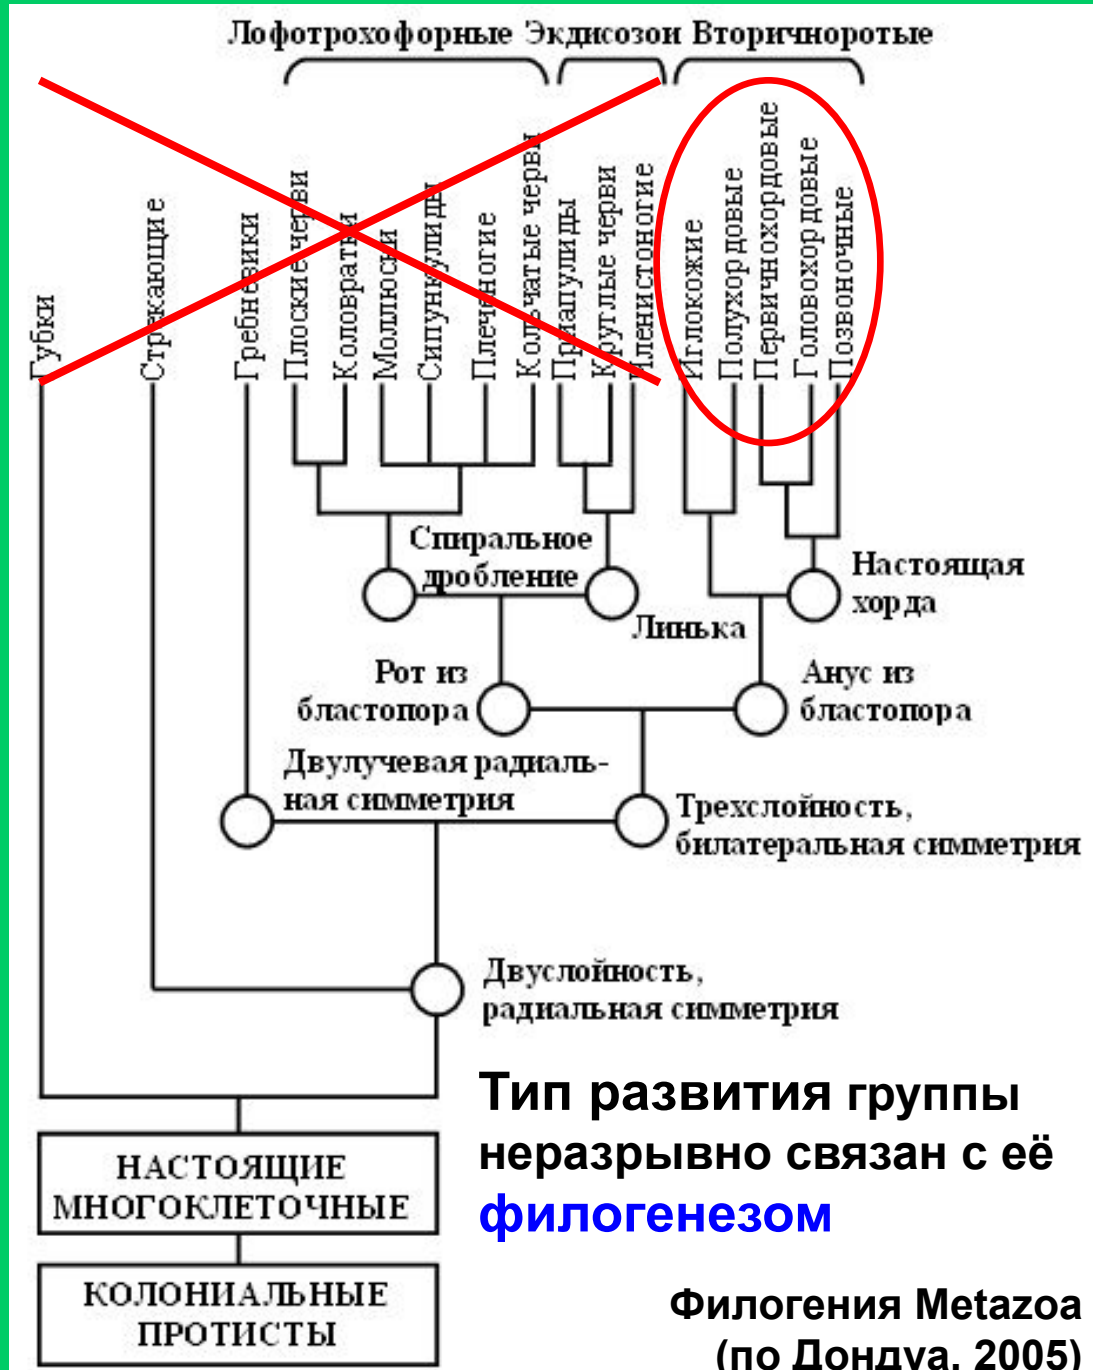 Лофотрохофорные Экдисозои Вторичноротые
Губки
Стрекающие
Гребневики
Плоские черви
Коловратки
Моллюски
Сипункулиды
Плеченогие
Кольчатые черви
Приапулиды
Круглые черви
Членистоногие
Иглокожие
Полухордовые
Первичнохордовые
Головохордовые
Позвоночные
Спиральное
дробление
Линька
Настоящая
хорда
Рот из
бластопора
Анус из
бластопора
Двулучевая радиаль-
ная симметрия
Трехслойность,
билатеральная симметрия
Двуслойность,
радиальная симметрия
Тип развития группы
неразрывно связан с её
филогенезом
НАСТОЯЩИЕ
МНОГОКЛЕТОЧНЫЕ
КОЛОНИАЛЬНЫЕ
ПРОТИСТЫ
Филогения Metazoa
(по Дондуа, 2005)